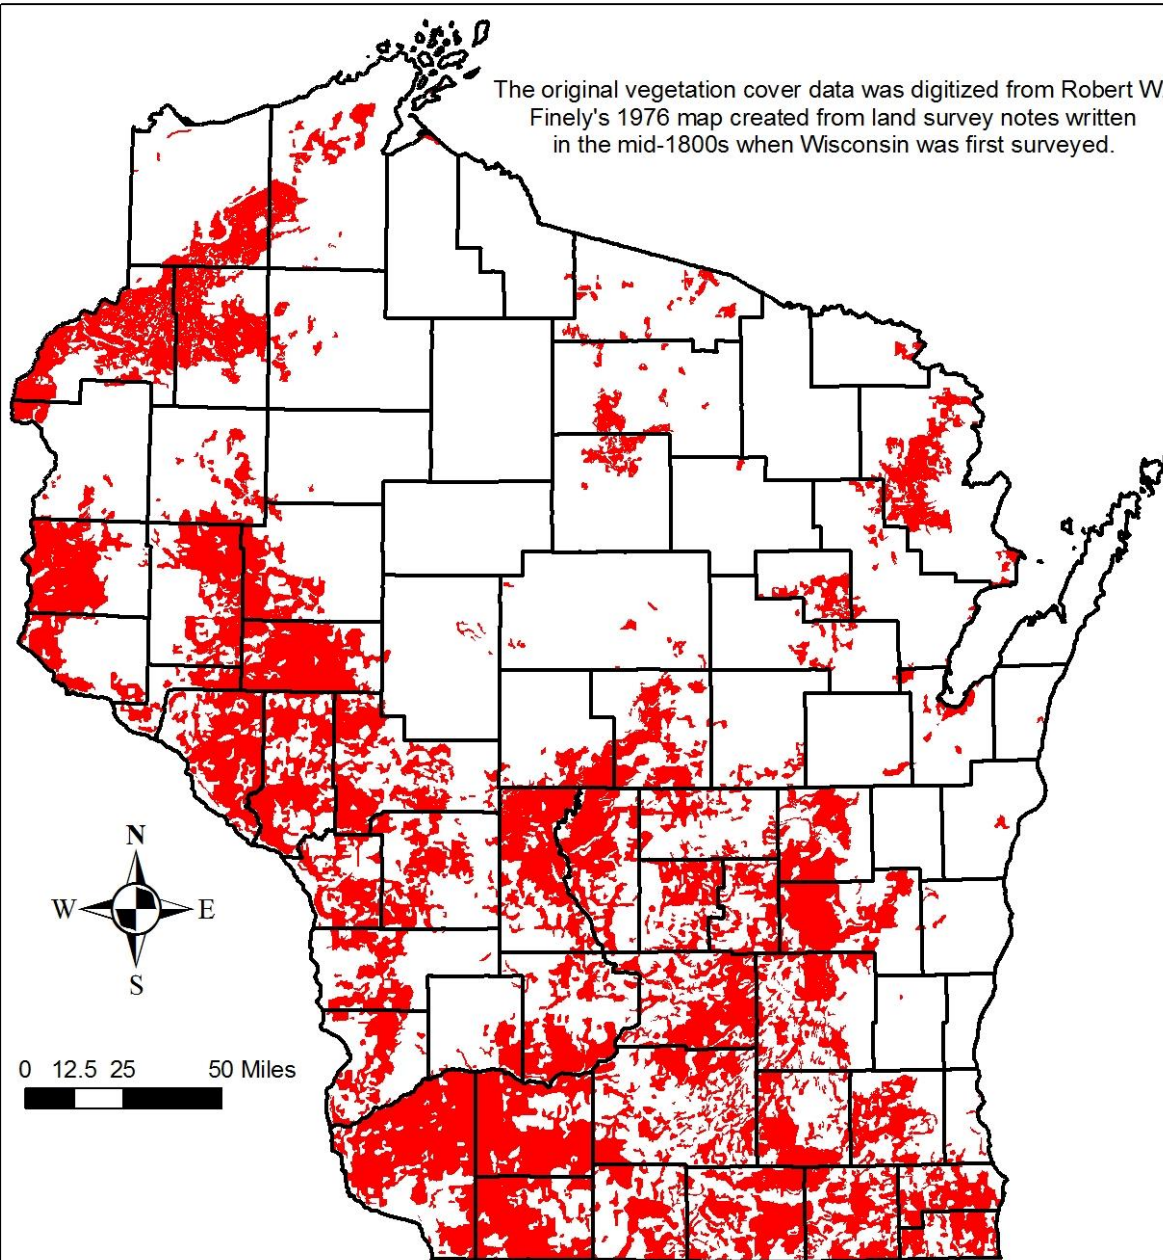 The original vegetation cover data was digitized from Robert W.
Finely's 1976 map created from land survey notes written
in the mid-1800s when Wisconsin was first surveyed.
N
W E
S
0 12.5 25 50 Miles